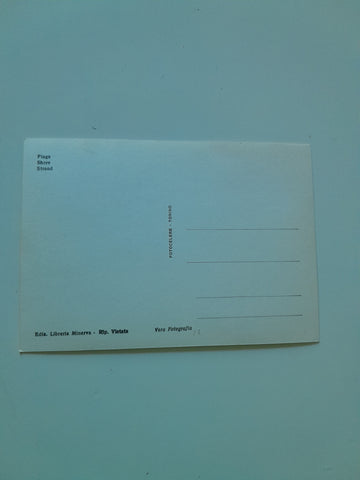 Plage
Shore
Strand
FOTOCELERE - TORINO
Ediz. Libreria Minerva - Rip. Vietata
Vera Fotografia